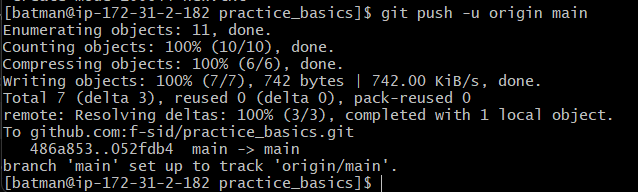 [batman@ip-172-31-2-182 practice_basics]$ git push -u origin main
Enumerating objects: 11, done.
Counting objects: 100% (10/10), done.
Compressing objects: 100% (6/6), done.
Writing objects: 100% (7/7), 742 bytes | 742.00 KiB/s, done.
Total 7 (delta 3), reused 0 (delta 0), pack-reused 0
remote: Resolving deltas: 100% (3/3), completed with 1 local object.
To github.com:f-sid/practice_basics.git
   486a853..052fdb4  main -> main
branch 'main' set up to track 'origin/main'.
[batman@ip-172-31-2-182 practice_basics]$